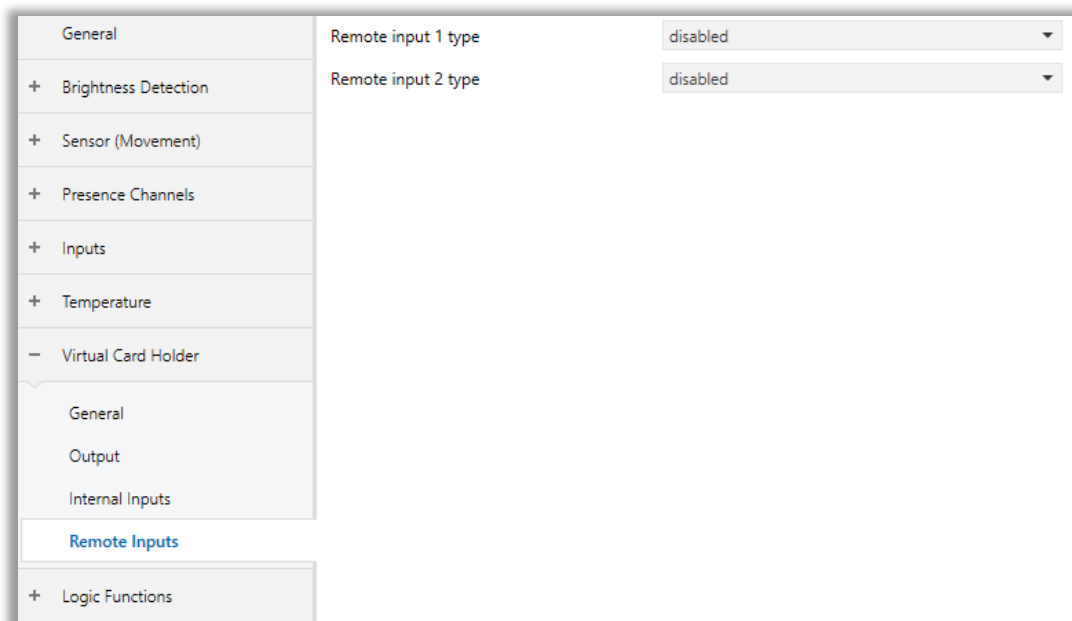 General
Brightness Detection
Sensor (Movement)
Presence Channels
Inputs
Temperature
Virtual Card Holder
General
Output
Internal Inputs
Remote Inputs
Logic Functions
Remote input 1 type disabled
Remote input 2 type disabled